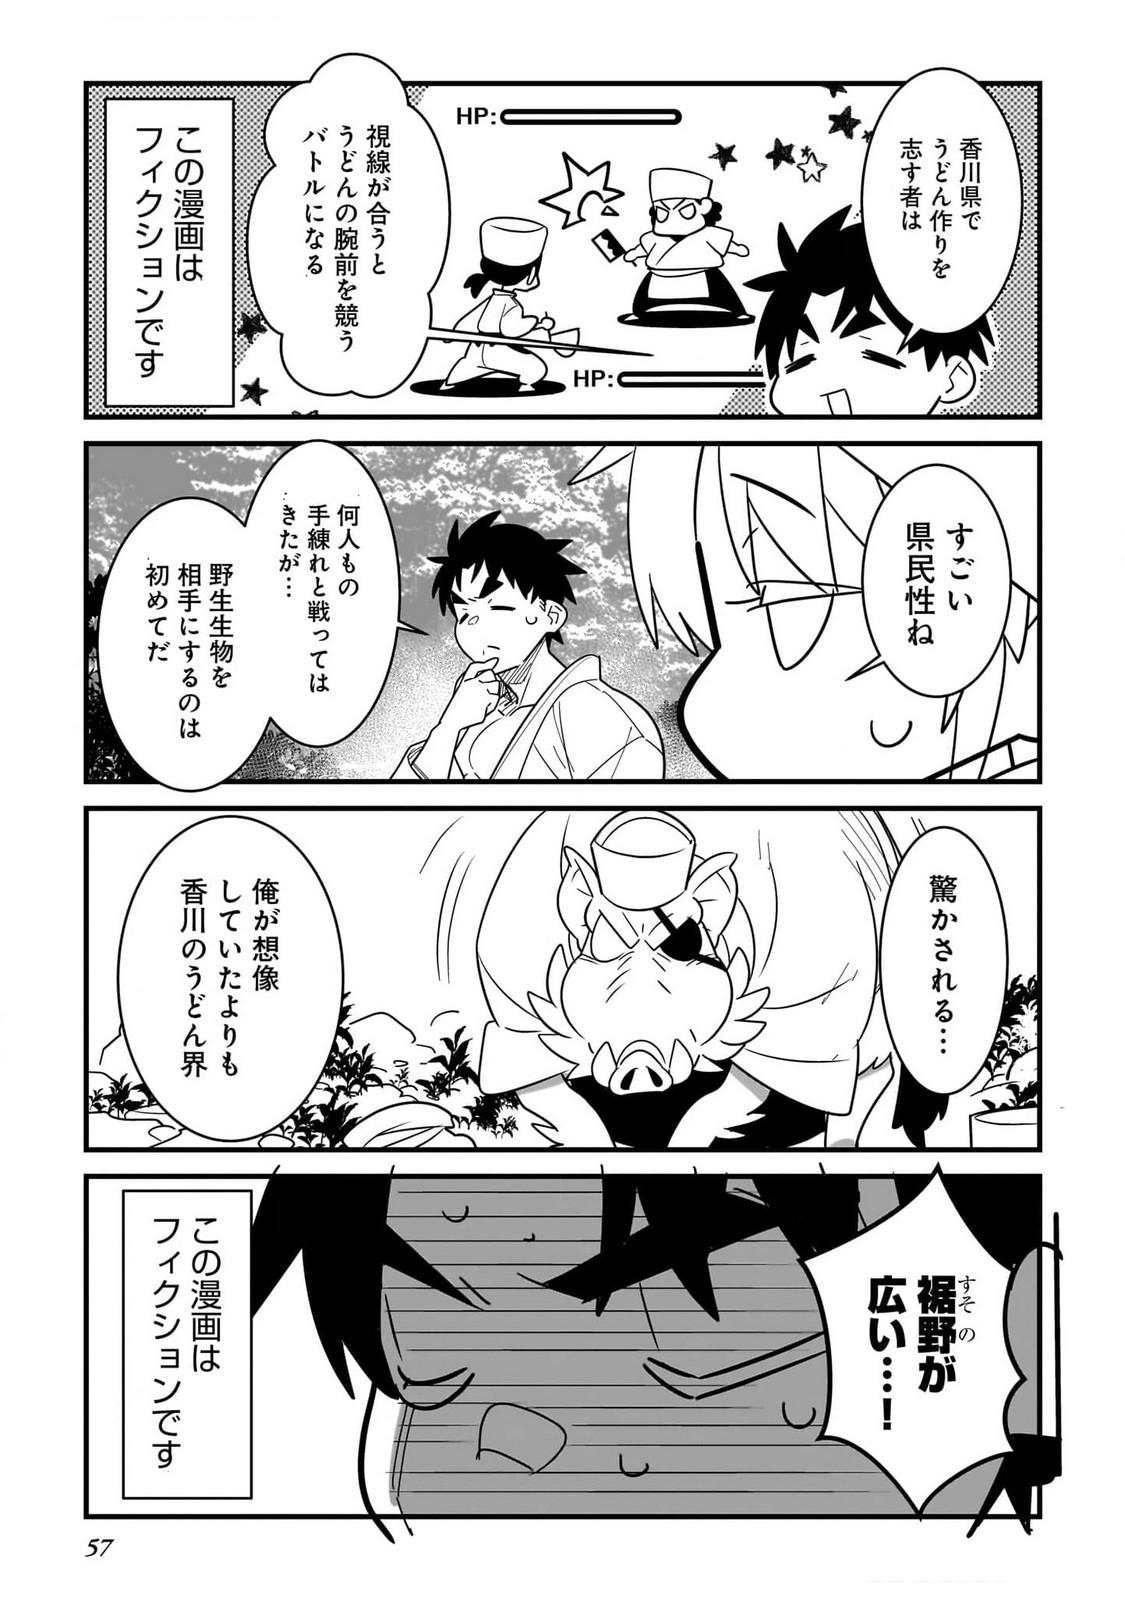 香川県で
うどん作りを
志す者は
HP:
HP:
視線が合うと
うどんの腕前を競う
バトルになる
この漫画は
フィクションです
すごい
県民性ね
何人もの
手練れと戦っては
きたが…
野生生物を
相手にするのは
初めてだ
驚かされる…
俺が想像
していたよりも
香川のうどん界
裾野が
すその
広い…！
この漫画は
フィクションです
57